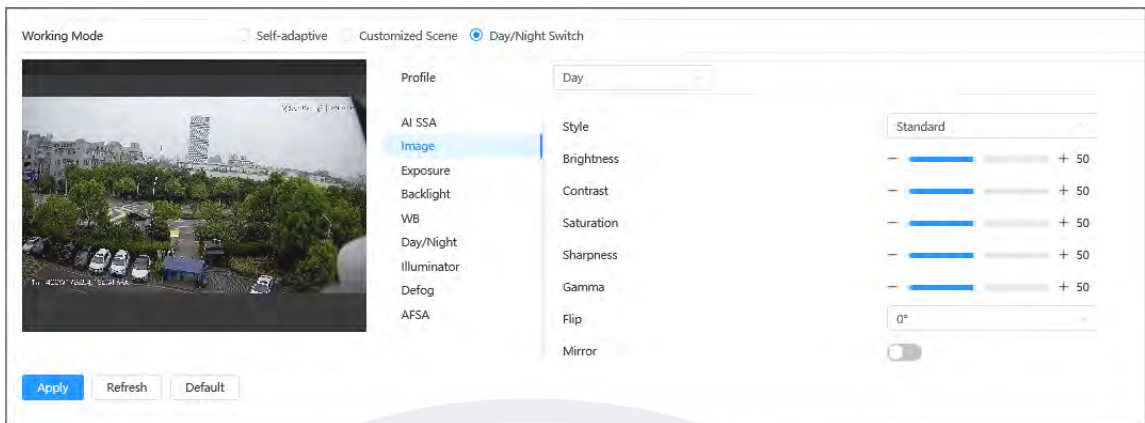 Working Mode Self-adaptive Customized Scene Day/Night Switch
Profile Day
AI SSA
Image
Exposure
Backlight
WB
Day/Night
Illuminator
Defog
AFSA
Style Standard
Brightness - + 50
Contrast - + 50
Saturation - + 50
Sharpness - + 50
Gamma - + 50
Flip 0°
Mirror
Apply Refresh Default